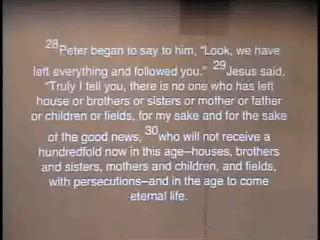 28Peter began to say to him, "Look, we have
left everything and followed you." 29Jesus said,
"Truly I tell you, there is no one who has left
house or brothers or sisters or mother or father
or children or fields, for my sake and for the sake
of the good news, 30who will not receive a
hundredfold now in this age–houses, brothers
and sisters, mothers and children, and fields,
with persecutions–and in the age to come
eternal life.